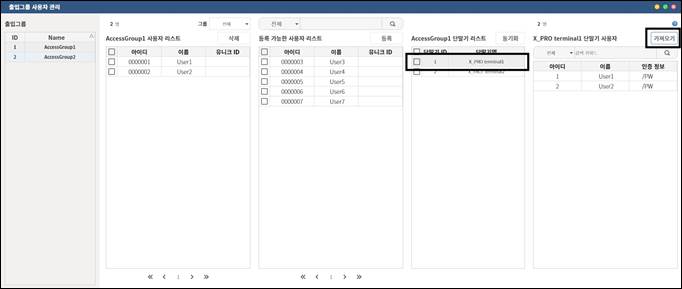 출입그룹 사용자 관리
출입그룹
ID Name
1 AccessGroup1
2 AccessGroup2
2 명 그룹 전체
AccessGroup1 사용자 리스트 삭제
아이디 이름 유니크 ID
0000001 User1
0000002 User2
1
전체
등록 가능한 사용자 리스트 등록
아이디 이름 유니크 ID
0000003 User3
0000004 User4
0000005 User5
0000006 User6
0000007 User7
1
AccessGroup1 단말기 리스트 동기화
단말기 ID 단말기명
1 X_PRO terminal1
2 X_PRO terminal2
2 명
X_PRO terminal1 단말기 사용자 가져오기
전체
아이디 이름 인증 정보
1 User1 /PW
2 User2 /PW